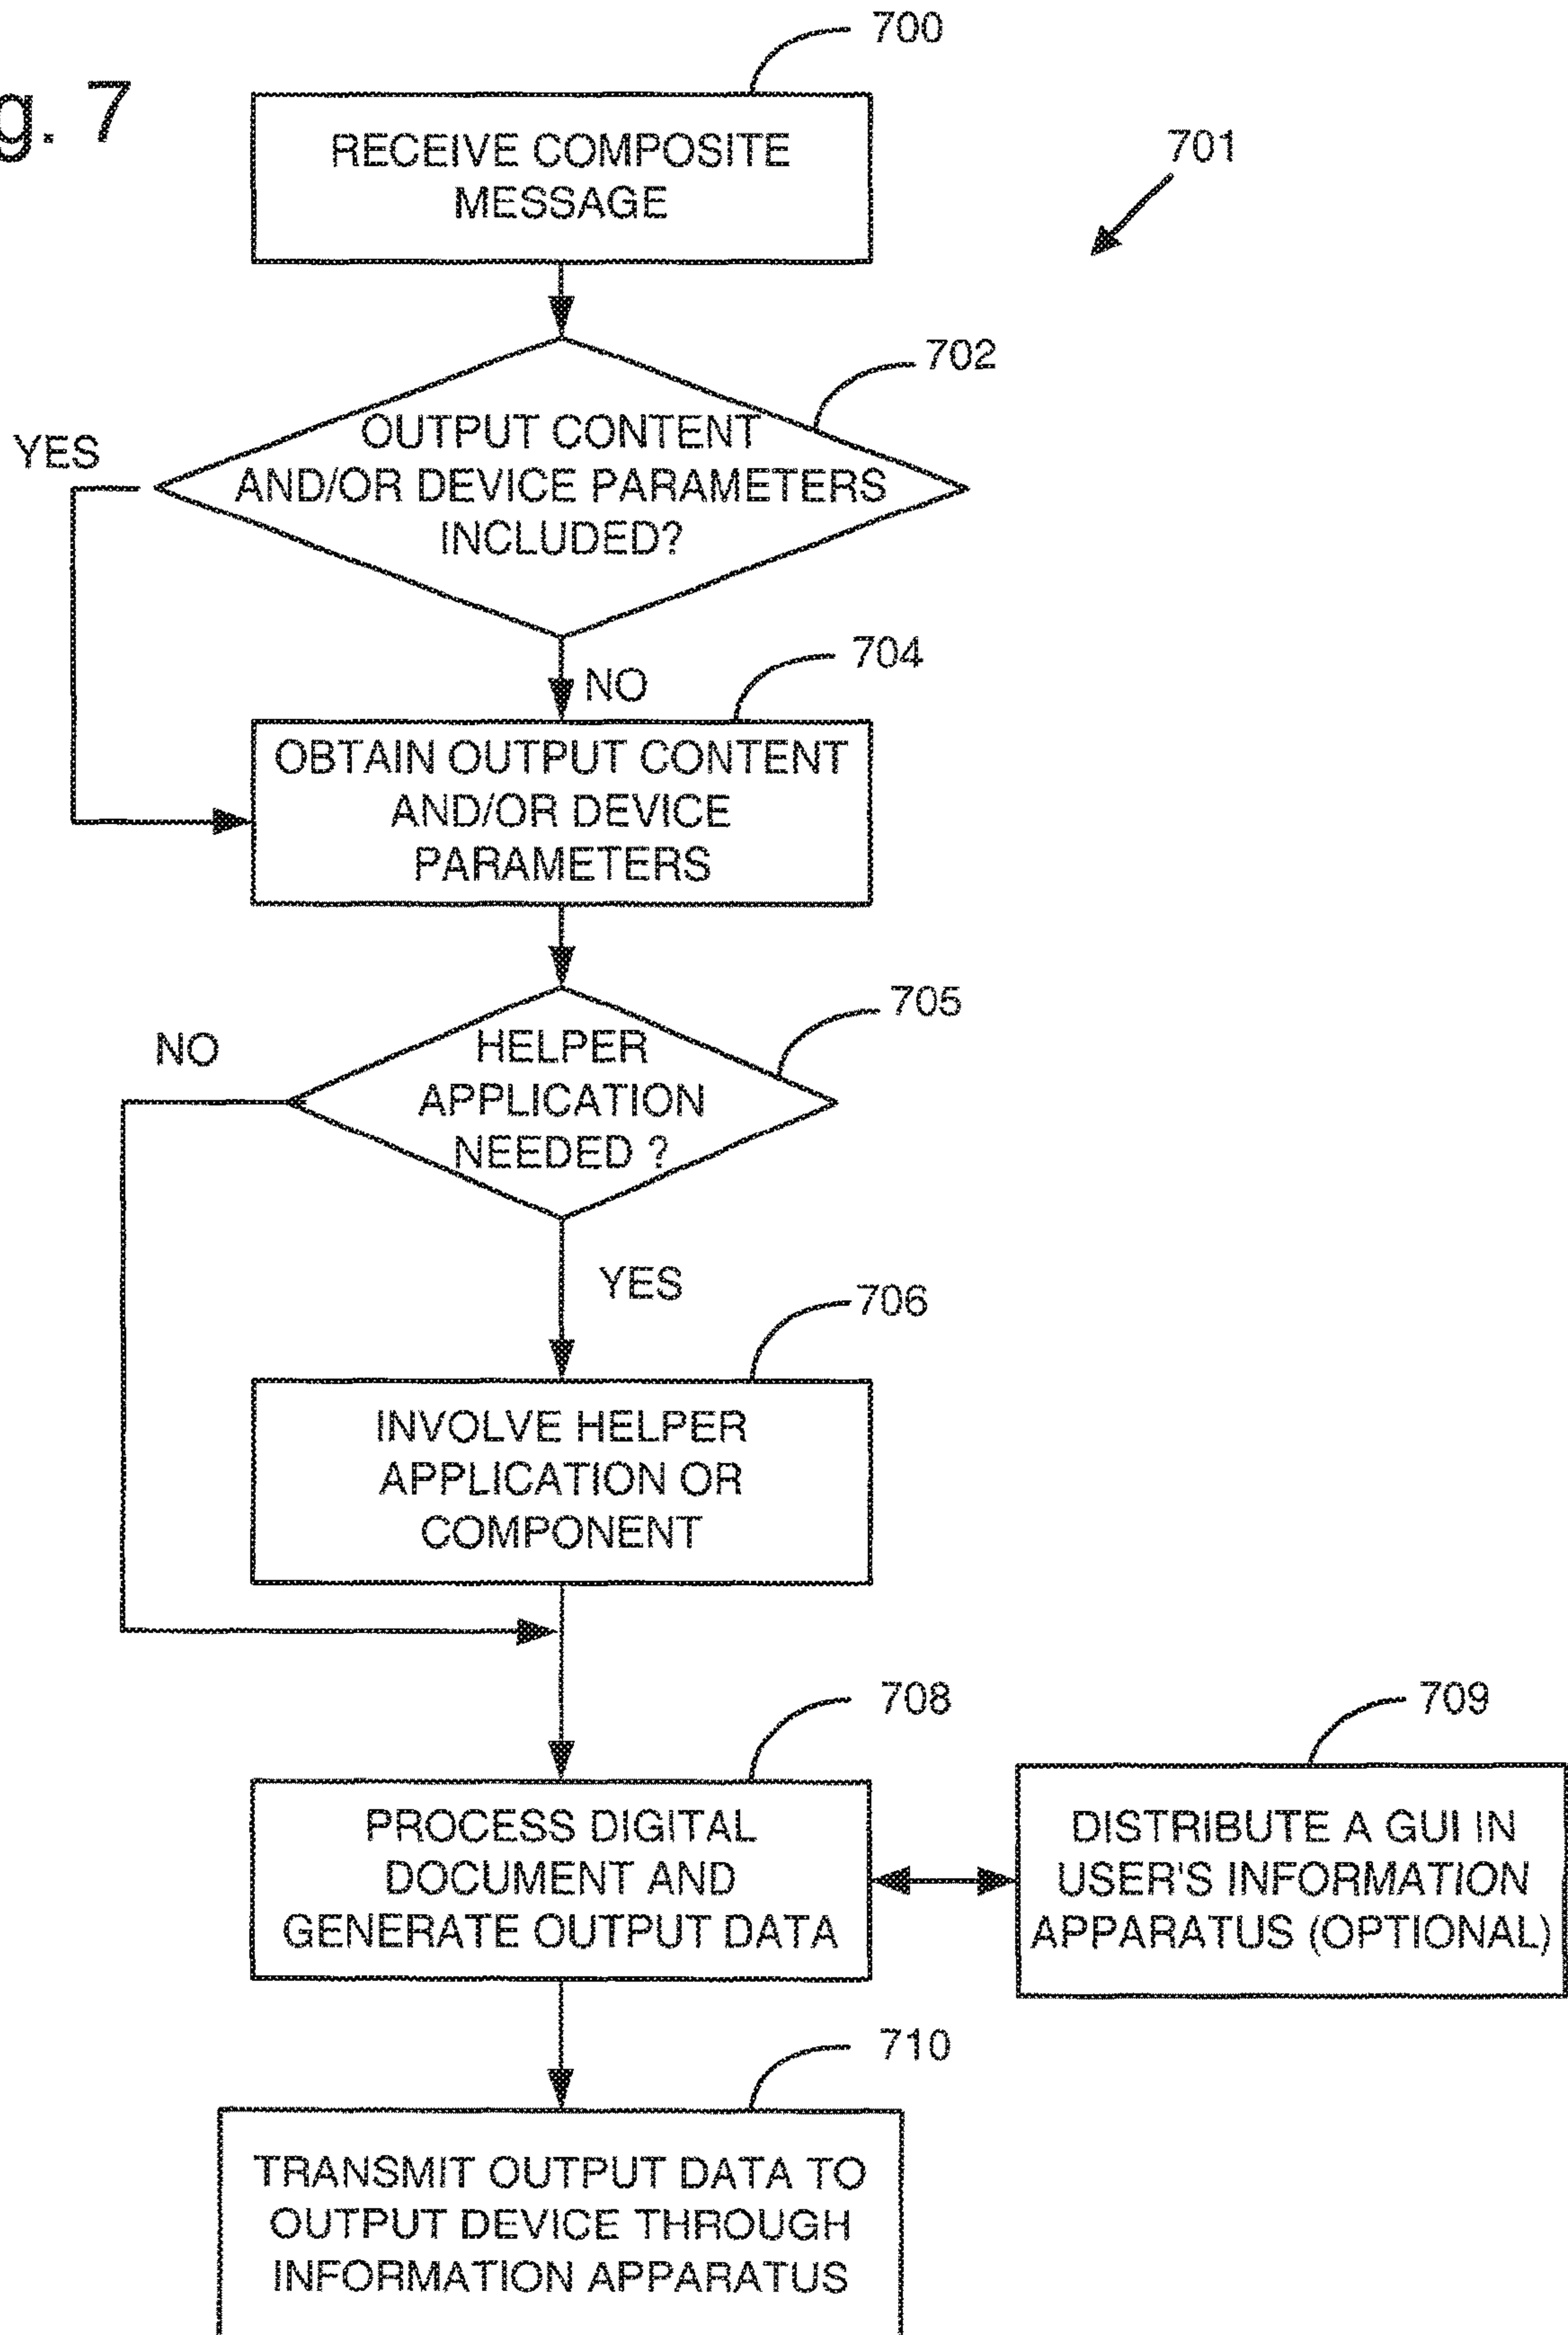 g. 7
700
RECEIVE COMPOSITE
MESSAGE
701
702
YES
OUTPUT CONTENT
AND/OR DEVICE PARAMETERS
INCLUDED?
NO
704
OBTAIN OUTPUT CONTENT
AND/OR DEVICE
PARAMETERS
705
NO
HELPER
APPLICATION
NEEDED ?
YES
706
INVOLVE HELPER
APPLICATION OR
COMPONENT
708
709
PROCESS DIGITAL
DOCUMENT AND
GENERATE OUTPUT DATA
DISTRIBUTE A GUI IN
USER'S INFORMATION
APPARATUS (OPTIONAL)
710
TRANSMIT OUTPUT DATA TO
OUTPUT DEVICE THROUGH
INFORMATION APPARATUS